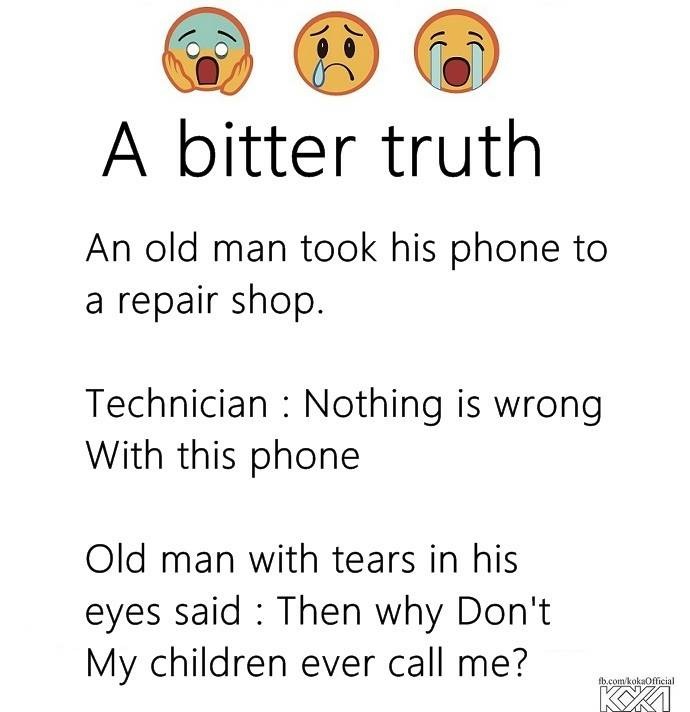 A bitter truth
An old man took his phone to
a repair shop.
Technician : Nothing is wrong
With this phone
Old man with tears in his
eyes said : Then why Don't
My children ever call me?
fb.com/kokaOfficial
KOKA